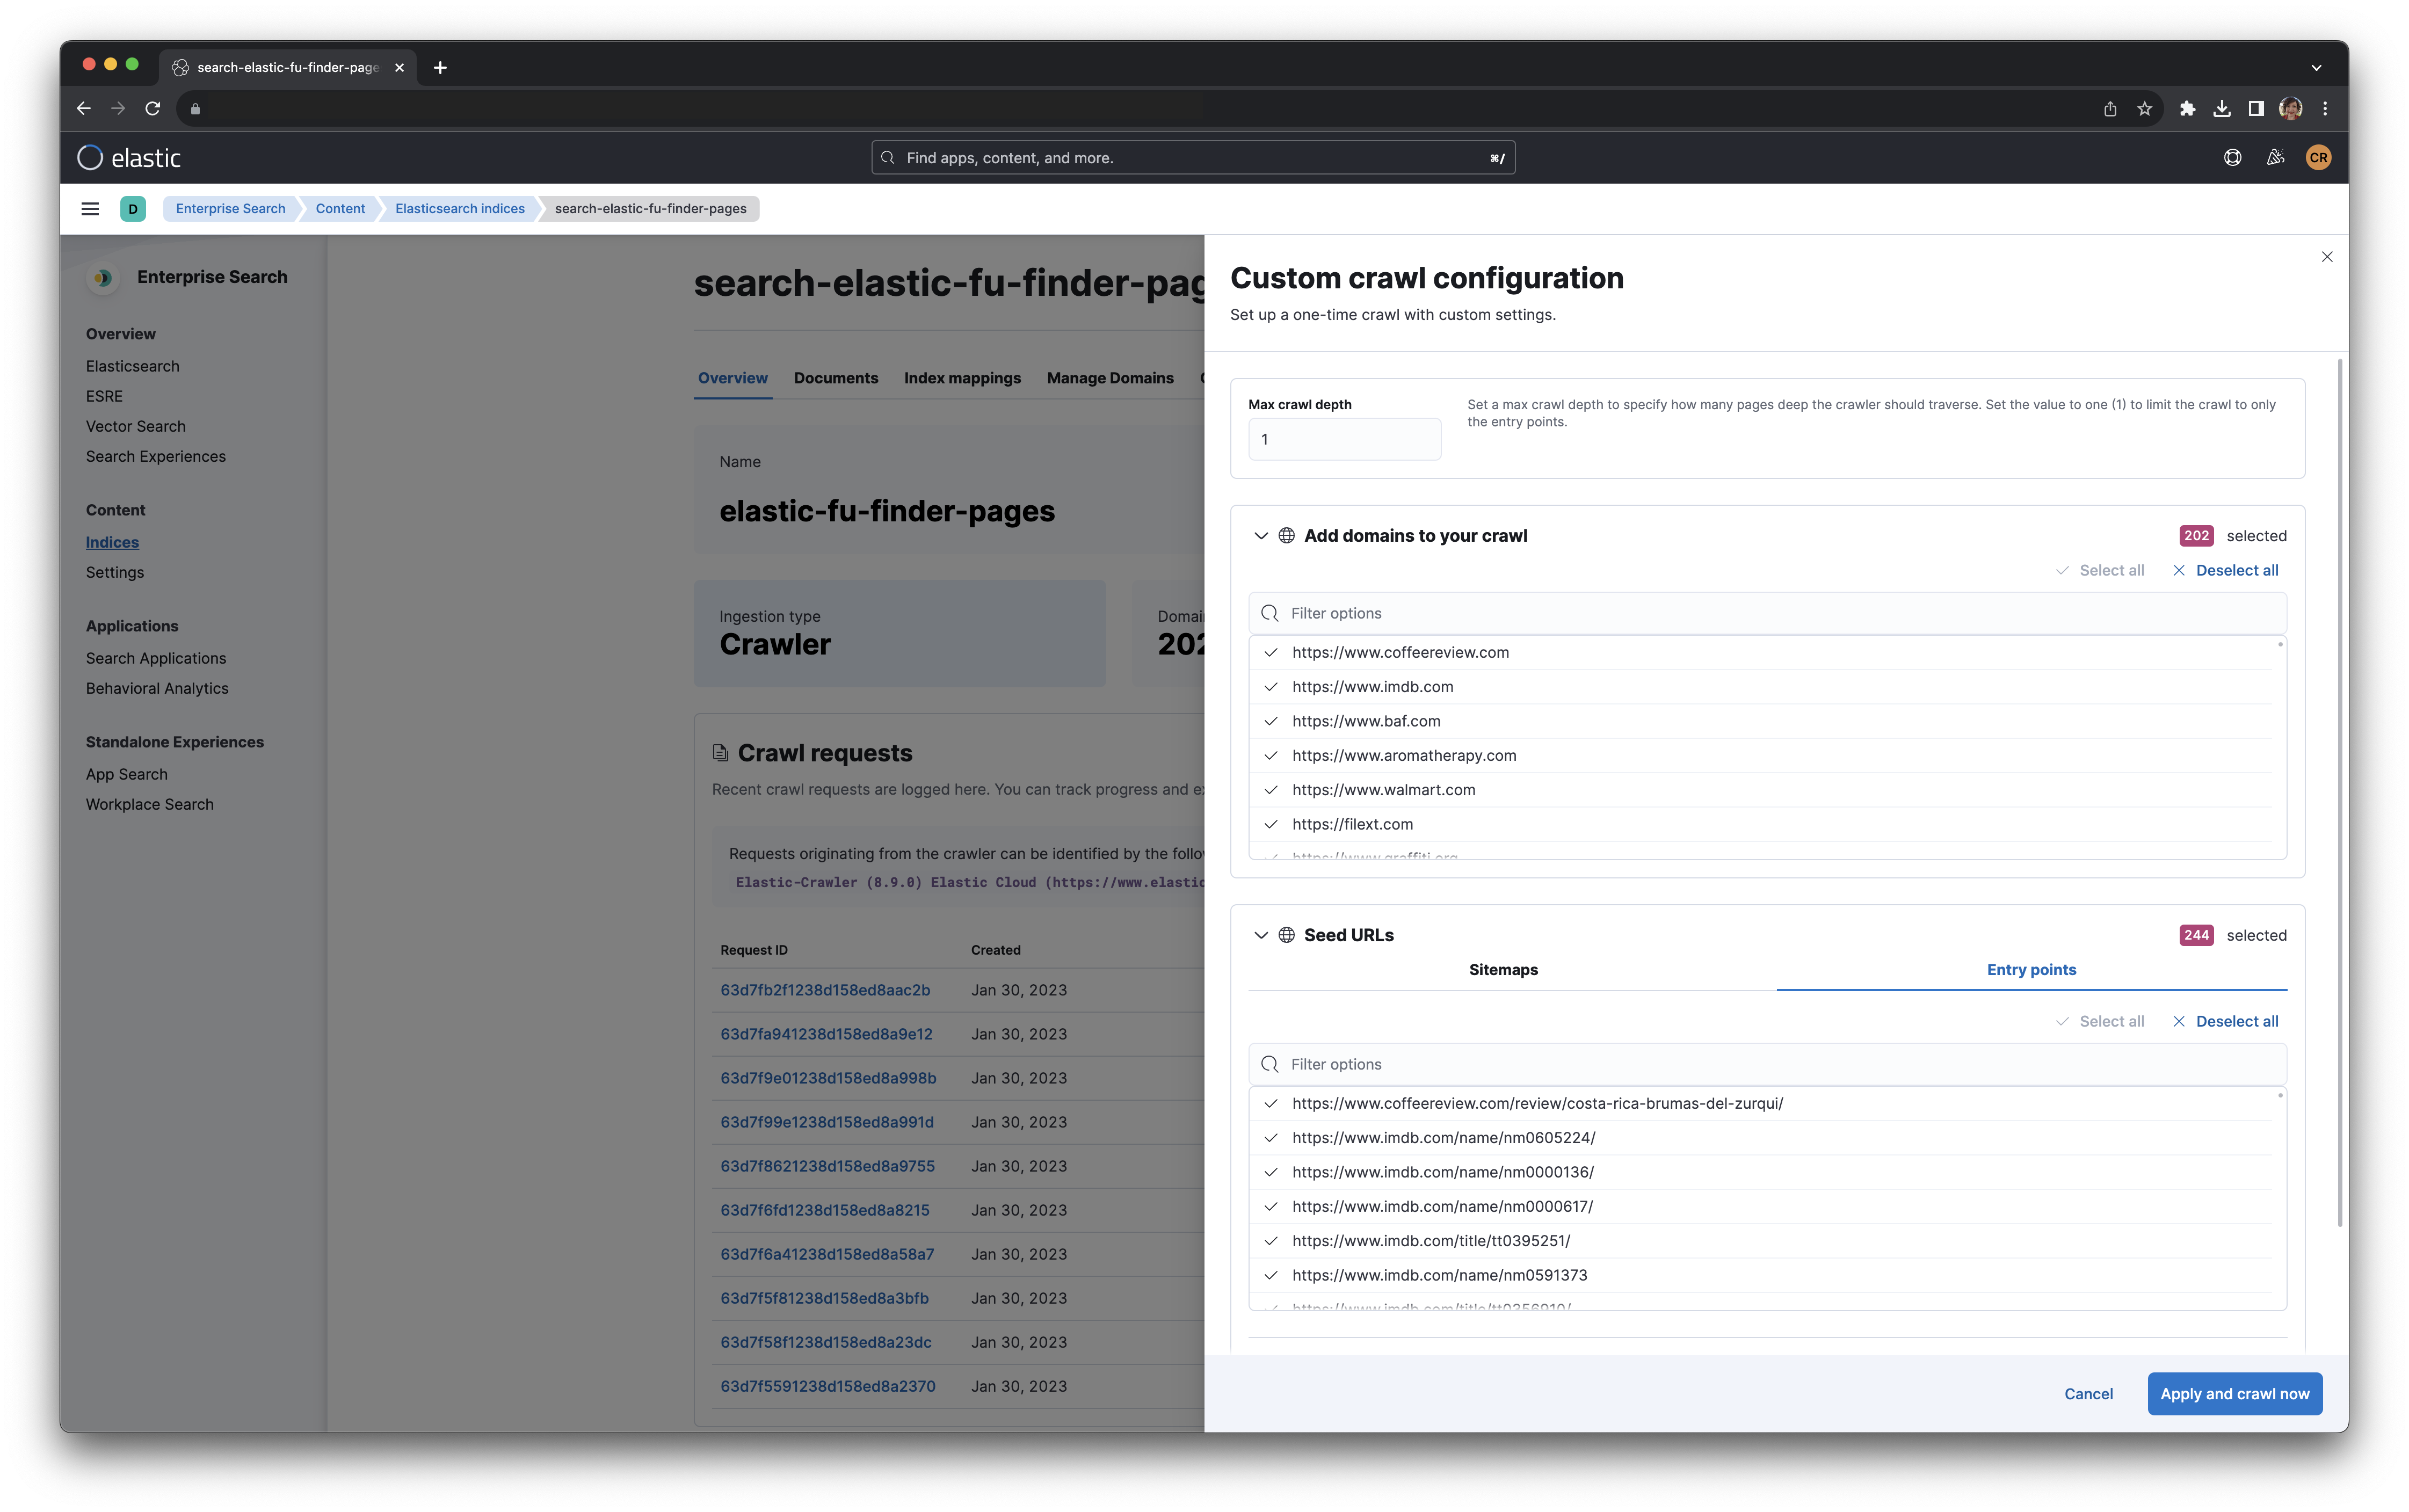 search-elastic-fu-finder-page
elastic
Find apps, content, and more.
⌘/
CR
D
Enterprise Search
Content
Elasticsearch indices
search-elastic-fu-finder-pages
Enterprise Search
Overview
Elasticsearch
ESRE
Vector Search
Search Experiences
Content
Indices
Settings
Applications
Search Applications
Behavioral Analytics
Standalone Experiences
App Search
Workplace Search
search-elastic-fu-finder-pag
Overview
Documents
Index mappings
Manage Domains
Name
elastic-fu-finder-pages
Ingestion type
Crawler
Domai
202
Crawl requests
Recent crawl requests are logged here. You can track progress and e
Requests originating from the crawler can be identified by the follo
Elastic-Crawler (8.9.0) Elastic Cloud (https://www.elastic
Request ID Created
63d7fb2f1238d158ed8aac2b Jan 30, 2023
63d7fa941238d158ed8a9e12 Jan 30, 2023
63d7f9e01238d158ed8a998b Jan 30, 2023
63d7f99e1238d158ed8a991d Jan 30, 2023
63d7f8621238d158ed8a9755 Jan 30, 2023
63d7f6fd1238d158ed8a8215 Jan 30, 2023
63d7f6a41238d158ed8a58a7 Jan 30, 2023
63d7f5f81238d158ed8a3bfb Jan 30, 2023
63d7f58f1238d158ed8a23dc Jan 30, 2023
63d7f5591238d158ed8a2370 Jan 30, 2023
Custom crawl configuration
Set up a one-time crawl with custom settings.
Max crawl depth
1
Set a max crawl depth to specify how many pages deep the crawler should traverse. Set the value to one (1) to limit the crawl to only
the entry points.
Add domains to your crawl
202 selected
Select all
Deselect all
Filter options
https://www.coffeereview.com
https://www.imdb.com
https://www.baf.com
https://www.aromatherapy.com
https://www.walmart.com
https://filext.com
https://www.graffiti.org
Seed URLs
244 selected
Sitemaps
Entry points
Select all
Deselect all
Filter options
https://www.coffeereview.com/review/costa-rica-brumas-del-zurqui/
https://www.imdb.com/name/nm0605224/
https://www.imdb.com/name/nm0000136/
https://www.imdb.com/name/nm0000617/
https://www.imdb.com/title/tt0395251/
https://www.imdb.com/name/nm0591373
https://www.imdb.com/title/tt0356910/
Cancel
Apply and crawl now